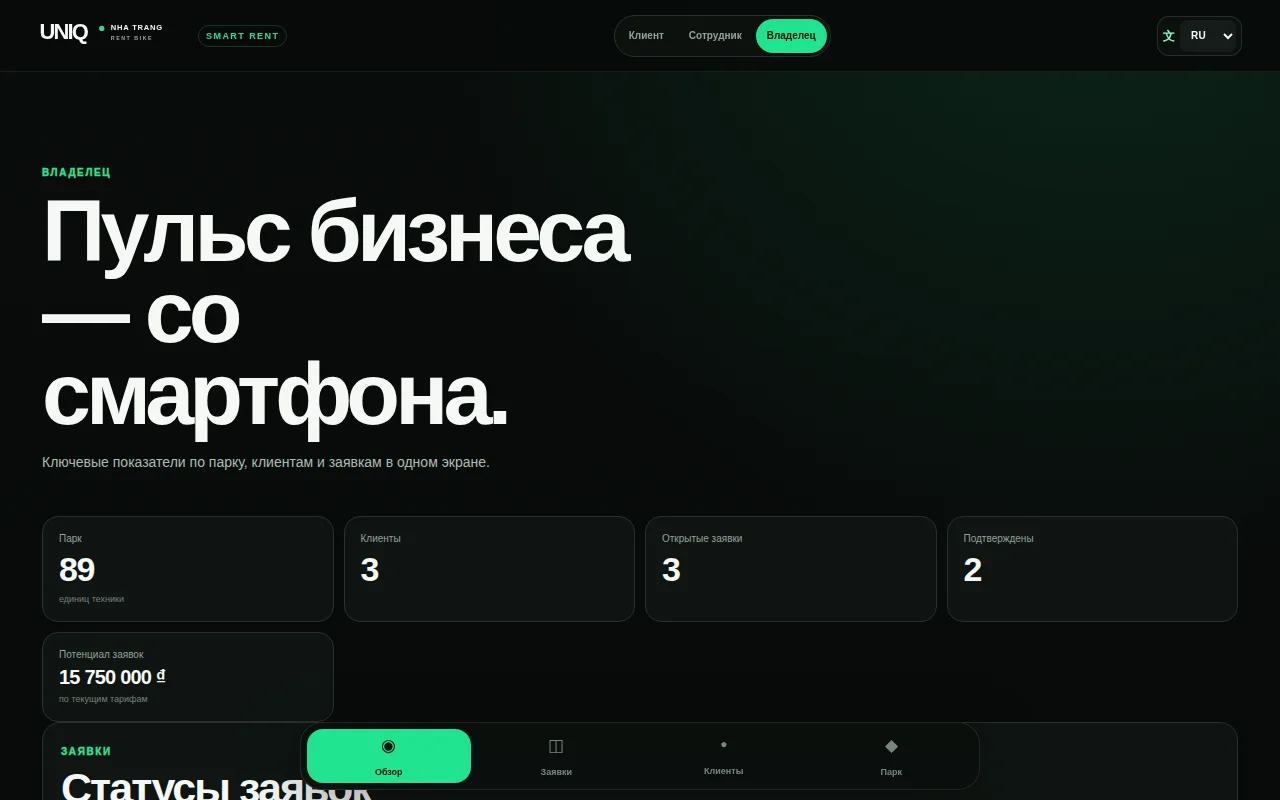 UNIQ
NHA TRANG
RENT BIKE
SMART RENT
Клиент
Сотрудник
Владелец
文
RU
ВЛАДЕЛЕЦ
Пульс бизнеса
— со
смартфона.
Ключевые показатели по парку, клиентам и заявкам в одном экране.
Парк
89
единиц техники
Клиенты
3
Открытые заявки
3
Подтверждены
2
Потенциал заявок
15 750 000 ₫
по текущим тарифам
ЗАЯВКИ
Статусы заявок
Обзор
Заявки
Клиенты
Парк